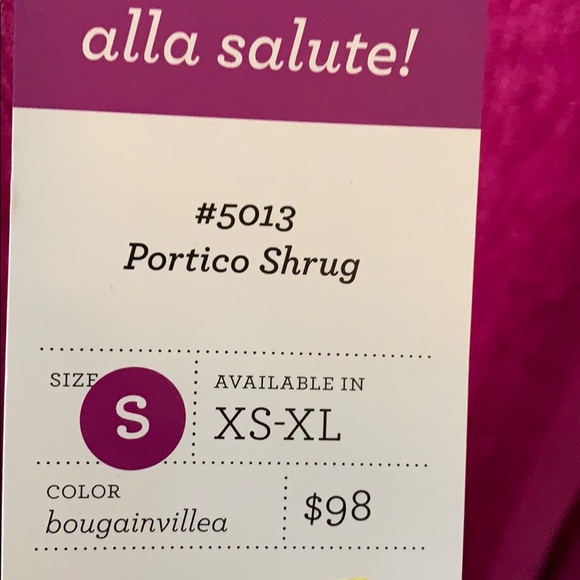 alla salute!
#5013
Portico Shrug
SIZE
S
AVAILABLE IN
XS-XL
COLOR
bougainvillea
$98